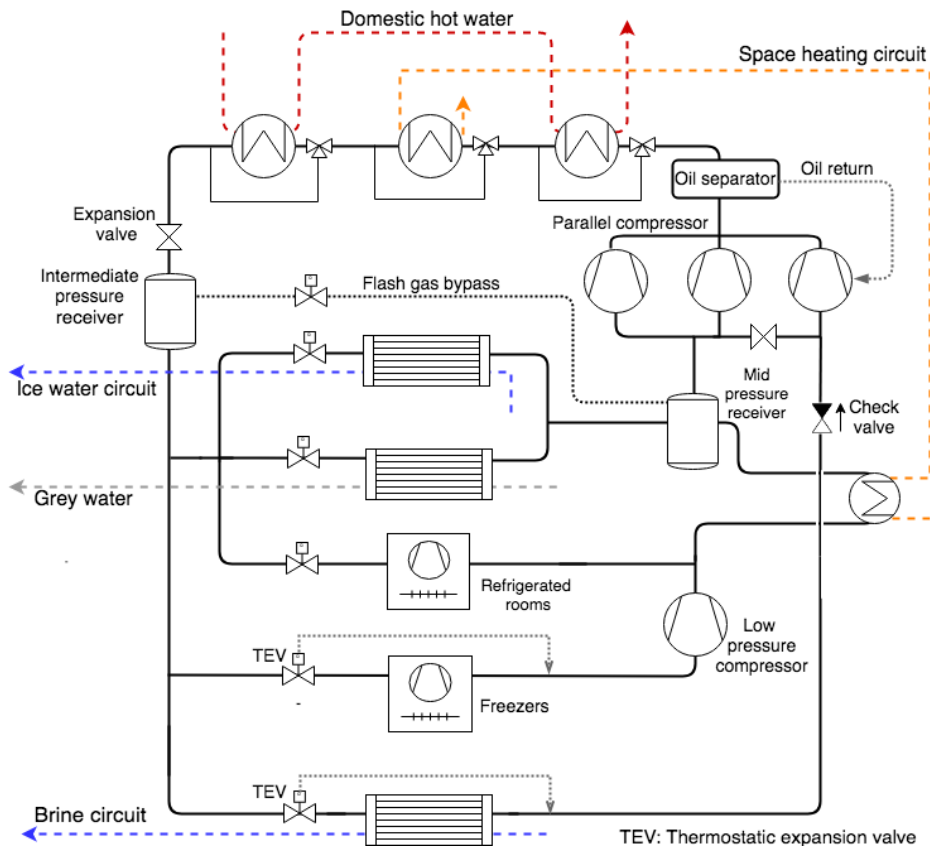 Domestic hot water
Space heating circuit
Oil separator
Oil return
Expansion
valve
Parallel compressor
Intermediate
pressure
receiver
Flash gas bypass
Ice water circuit
Mid
pressure
receiver
Check
valve
Grey water
Refrigerated
rooms
Low
pressure
compressor
TEV
Freezers
TEV
Brine circuit
TEV: Thermostatic expansion valve